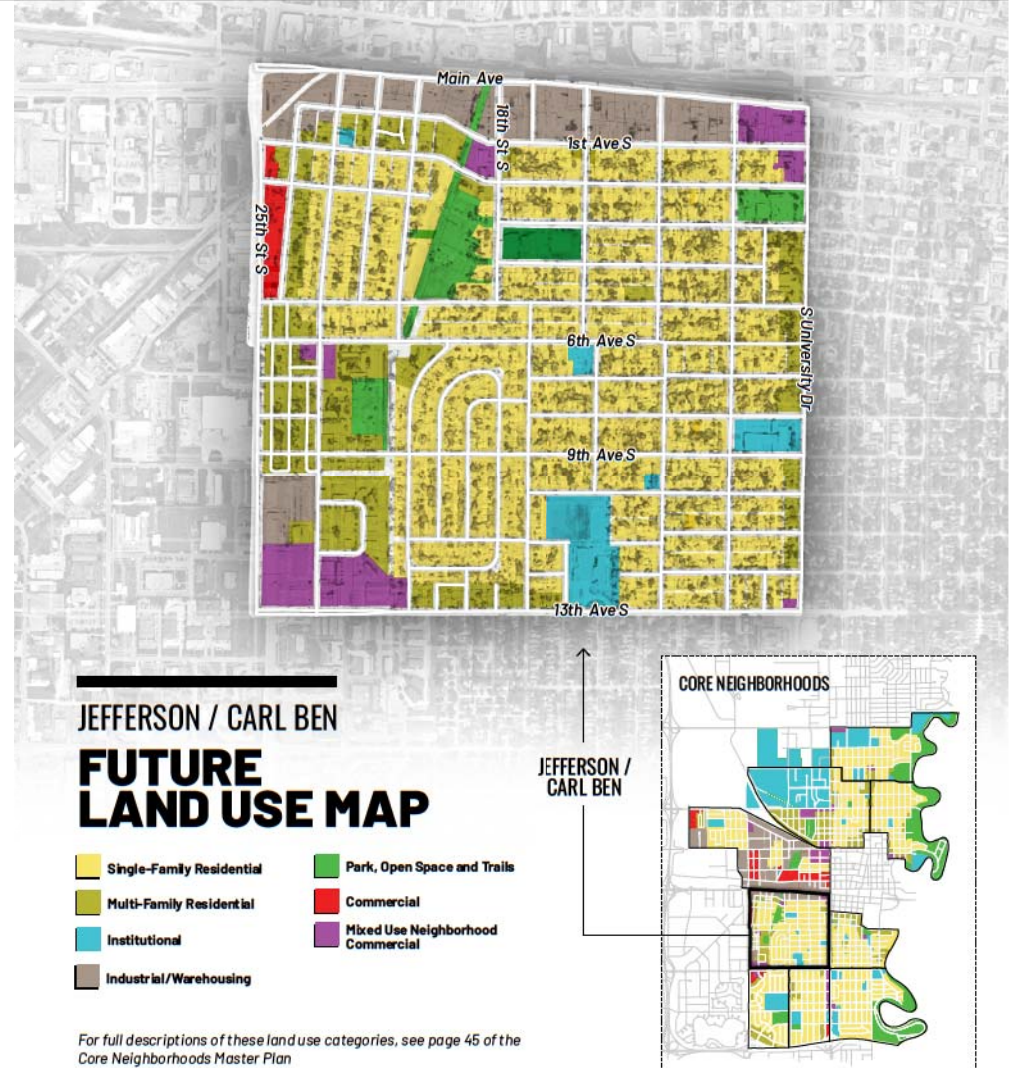 Main Ave
18th St S
1st Ave S
25th St S
6th Ave S
S University Dr
9th Ave S
13th Ave S
JEFFERSON / CARL BEN
FUTURE
LAND USE MAP
Single-Family Residential
Multi-Family Residential
Institutional
Industrial/Warehousing
Park, Open Space and Trails
Commercial
Mixed Use Neighborhood
Commercial
For full descriptions of these land use categories, see page 45 of the
Core Neighborhoods Master Plan
JEFFERSON /
CARL BEN
CORE NEIGHBORHOODS